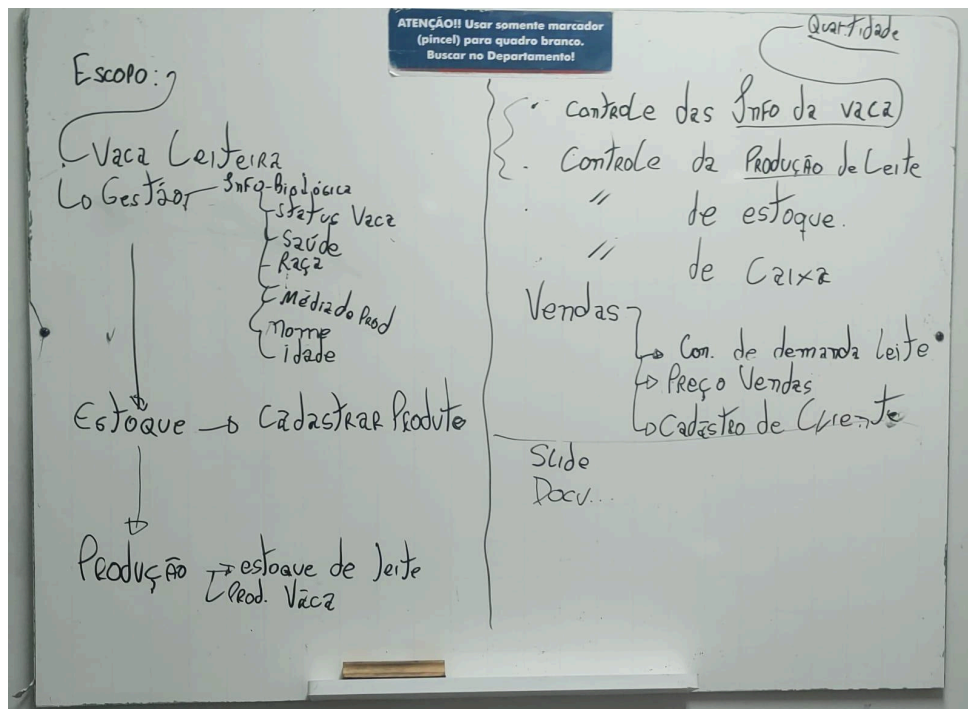 ATENÇÃO!! Usar somente marcador
(pincel) para quadro branco.
Buscar no Departamento!
Escopo:
Vaca Leiteira
Gestão
Info-Biológica
Status Vaca
Saúde
Raça
Média do Prod
nome
idade
Estoque → Cadastrar Produto
Produção → estoque de leite
Prod. Vaca
Quantidade
• Controle das Info da vaca
• Controle da Produção de Leite
• " de estoque.
• " de Caixa
Vendas
Con. de demanda leite
Preço Vendas
Cadastro de Cliente
Slide
Docu...